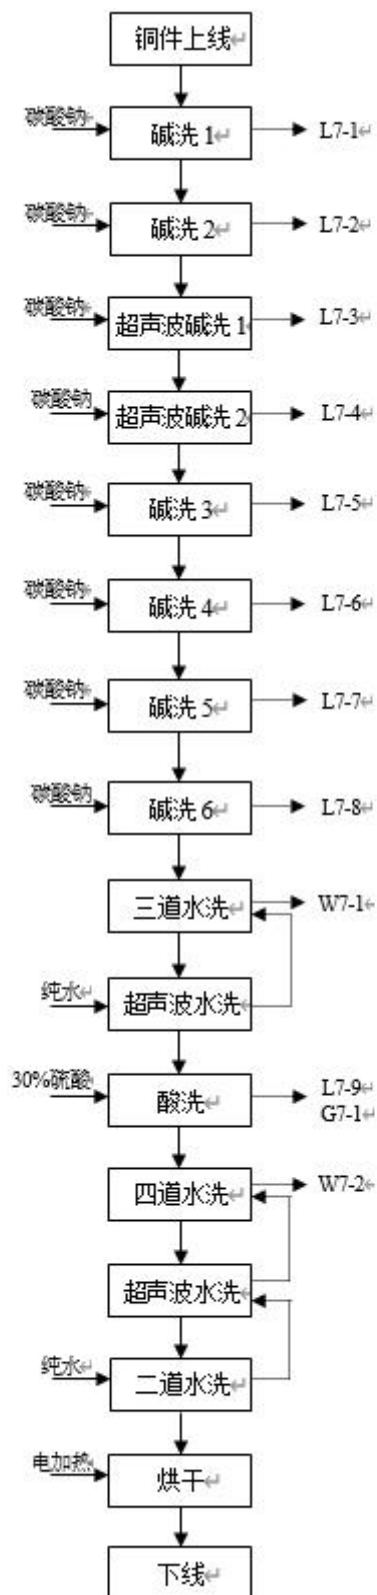 铜件上线
碳酸钠
碱洗 1
L7-1
碳酸钠
碱洗 2
L7-2
碳酸钠
超声波碱洗 1
L7-3
碳酸钠
超声波碱洗 2
L7-4
碳酸钠
碱洗 3
L7-5
碳酸钠
碱洗 4
L7-6
碳酸钠
碱洗 5
L7-7
碳酸钠
碱洗 6
L7-8
三道水洗
W7-1
纯水
超声波水洗
30%硫酸
酸洗
L7-9
G7-1
四道水洗
W7-2
超声波水洗
纯水
二道水洗
电加热
烘干
下线